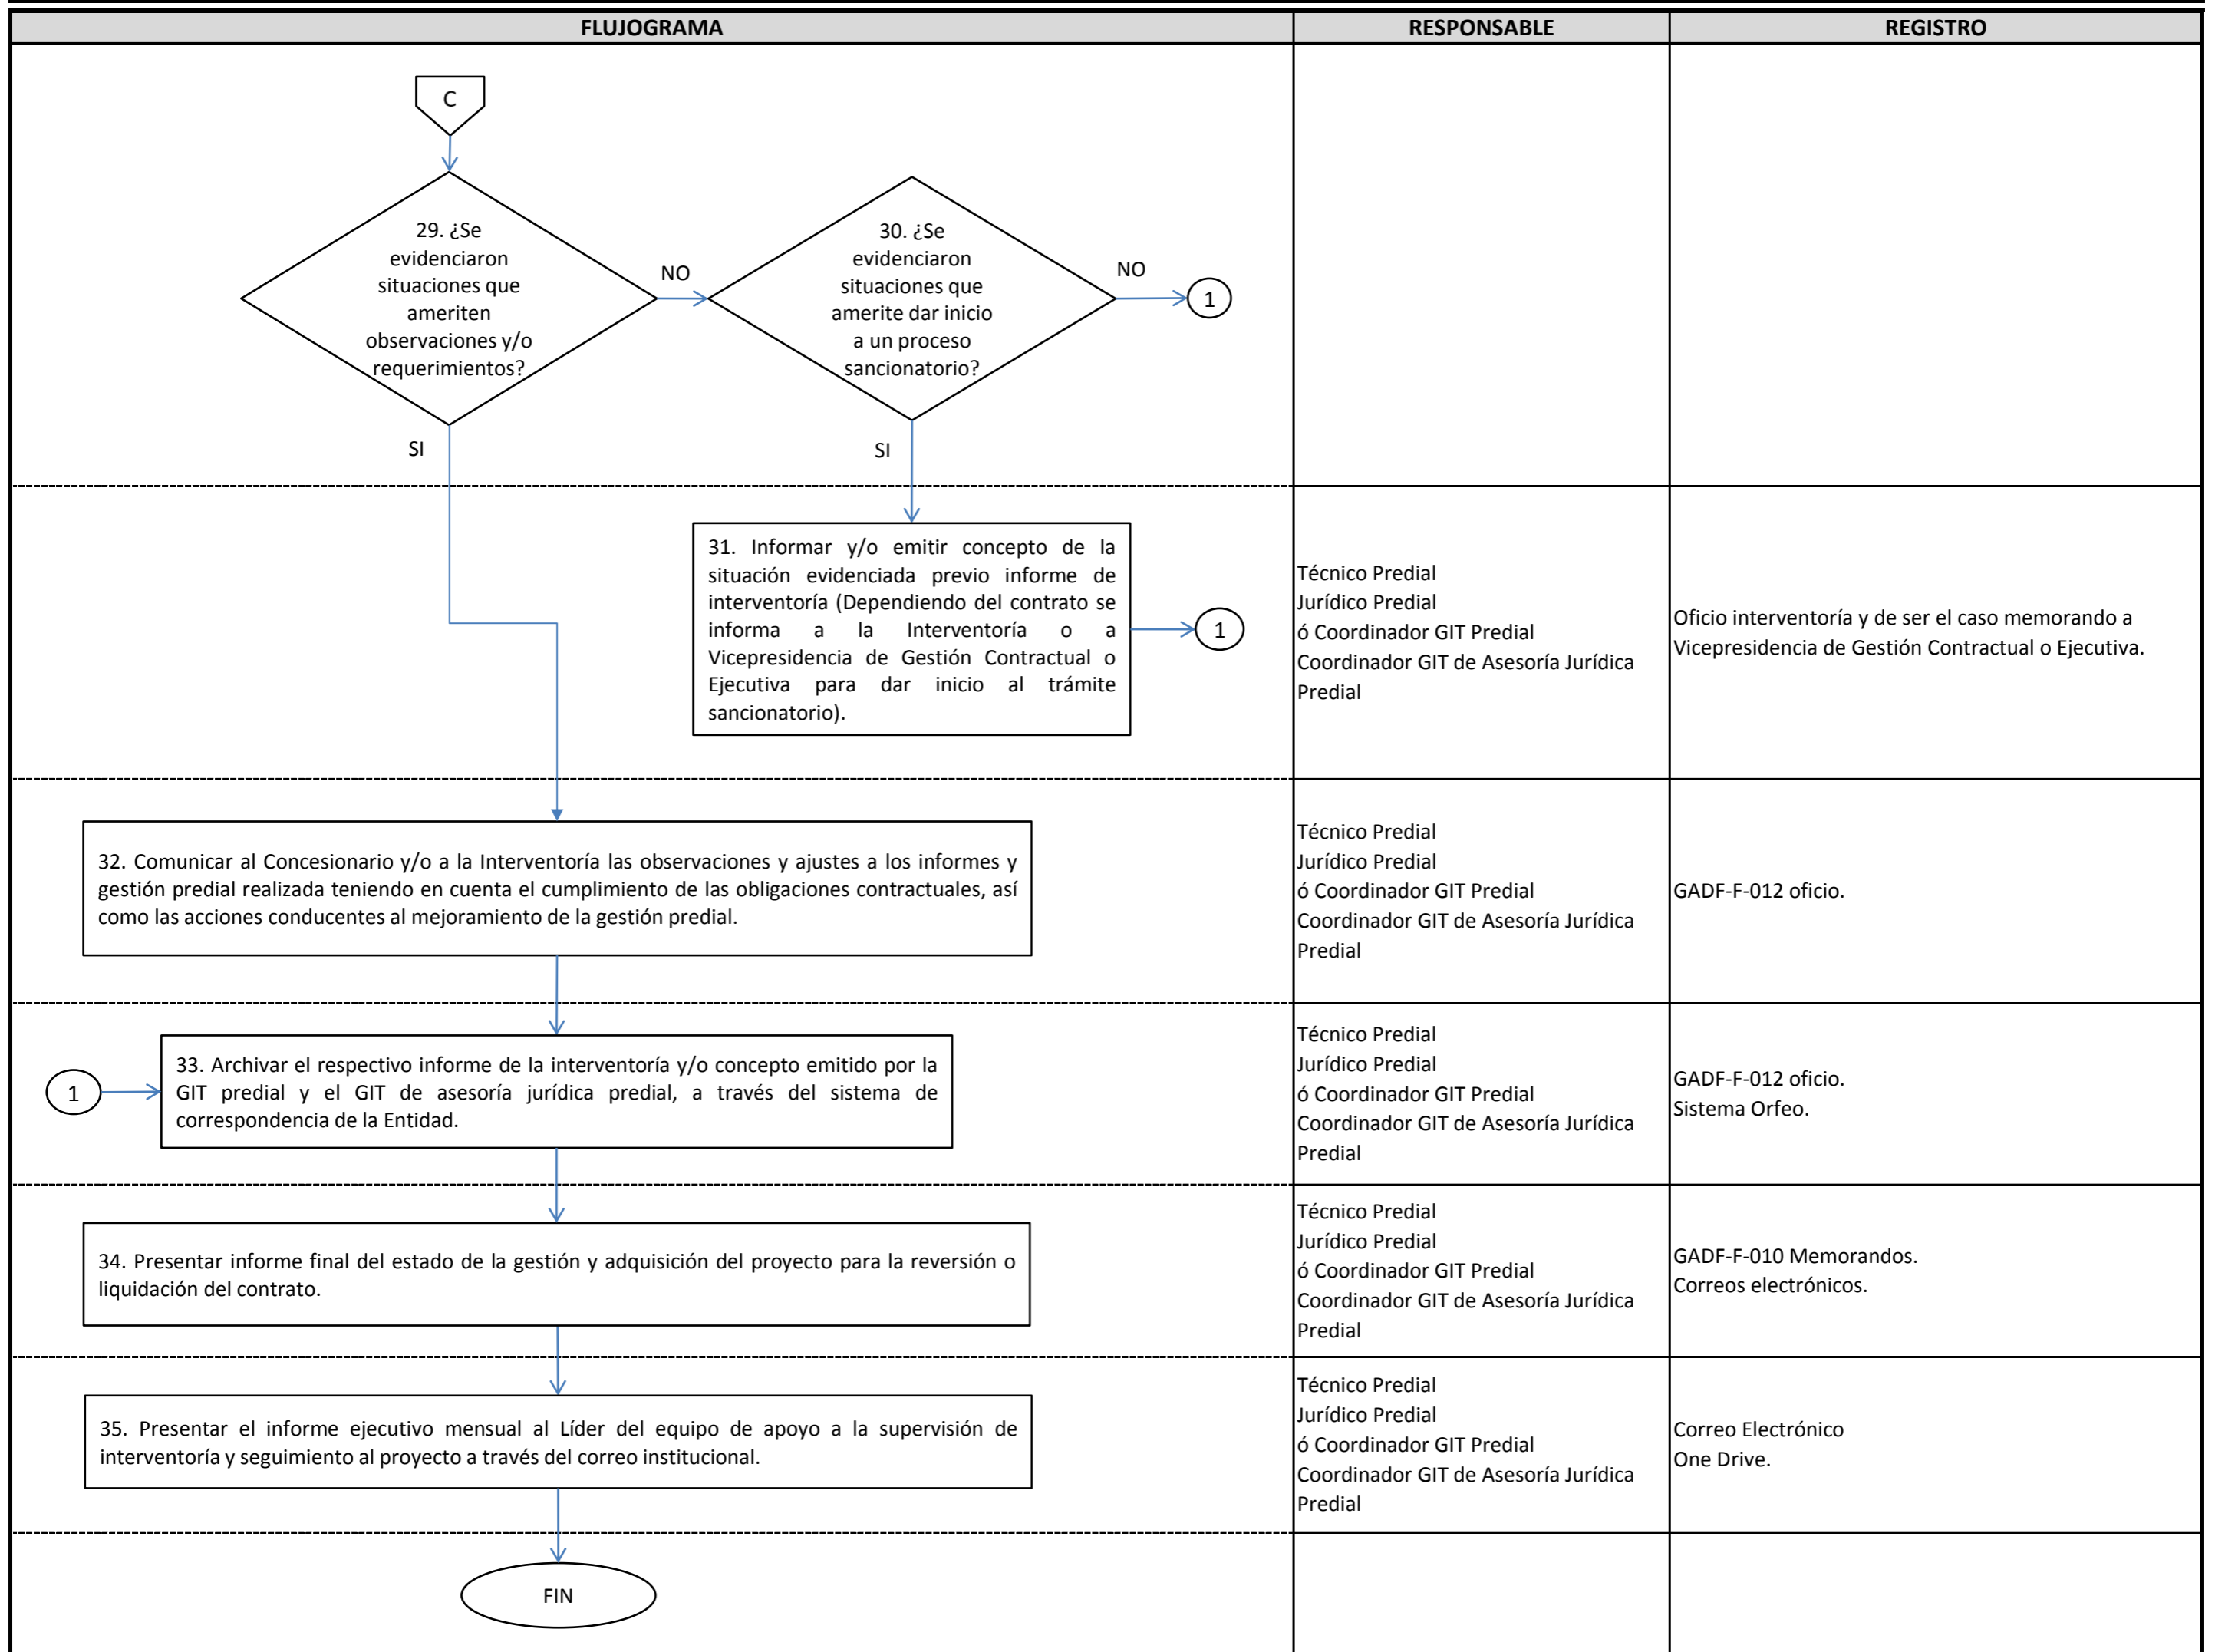 FLUJOGRAMA
RESPONSABLE
REGISTRO
C
29. ¿Se
evidenciaron
situaciones que
ameriten
observaciones y/o
requerimientos?
NO
SI
30. ¿Se
evidenciaron
situaciones que
amerite dar inicio
a un proceso
sancionatorio?
NO
1
SI
31. Informar y/o emitir concepto de la
situación evidenciada previo informe de
interventoría (Dependiendo del contrato se
informa a la Interventoría o a
Vicepresidencia de Gestión Contractual o
Ejecutiva para dar inicio al trámite
sancionatorio).
1
Técnico Predial
Jurídico Predial
ó Coordinador GIT Predial
Coordinador GIT de Asesoría Jurídica
Predial
Oficio interventoría y de ser el caso memorando a
Vicepresidencia de Gestión Contractual o Ejecutiva.
32. Comunicar al Concesionario y/o a la Interventoría las observaciones y ajustes a los informes y
gestión predial realizada teniendo en cuenta el cumplimiento de las obligaciones contractuales, así
como las acciones conducentes al mejoramiento de la gestión predial.
Técnico Predial
Jurídico Predial
ó Coordinador GIT Predial
Coordinador GIT de Asesoría Jurídica
Predial
GADF-F-012 oficio.
1
33. Archivar el respectivo informe de la interventoría y/o concepto emitido por la
GIT predial y el GIT de asesoría jurídica predial, a través del sistema de
correspondencia de la Entidad.
Técnico Predial
Jurídico Predial
ó Coordinador GIT Predial
Coordinador GIT de Asesoría Jurídica
Predial
GADF-F-012 oficio.
Sistema Orfeo.
34. Presentar informe final del estado de la gestión y adquisición del proyecto para la reversión o
liquidación del contrato.
Técnico Predial
Jurídico Predial
ó Coordinador GIT Predial
Coordinador GIT de Asesoría Jurídica
Predial
GADF-F-010 Memorandos.
Correos electrónicos.
35. Presentar el informe ejecutivo mensual al Líder del equipo de apoyo a la supervisión de
interventoría y seguimiento al proyecto a través del correo institucional.
Técnico Predial
Jurídico Predial
ó Coordinador GIT Predial
Coordinador GIT de Asesoría Jurídica
Predial
Correo Electrónico
One Drive.
FIN